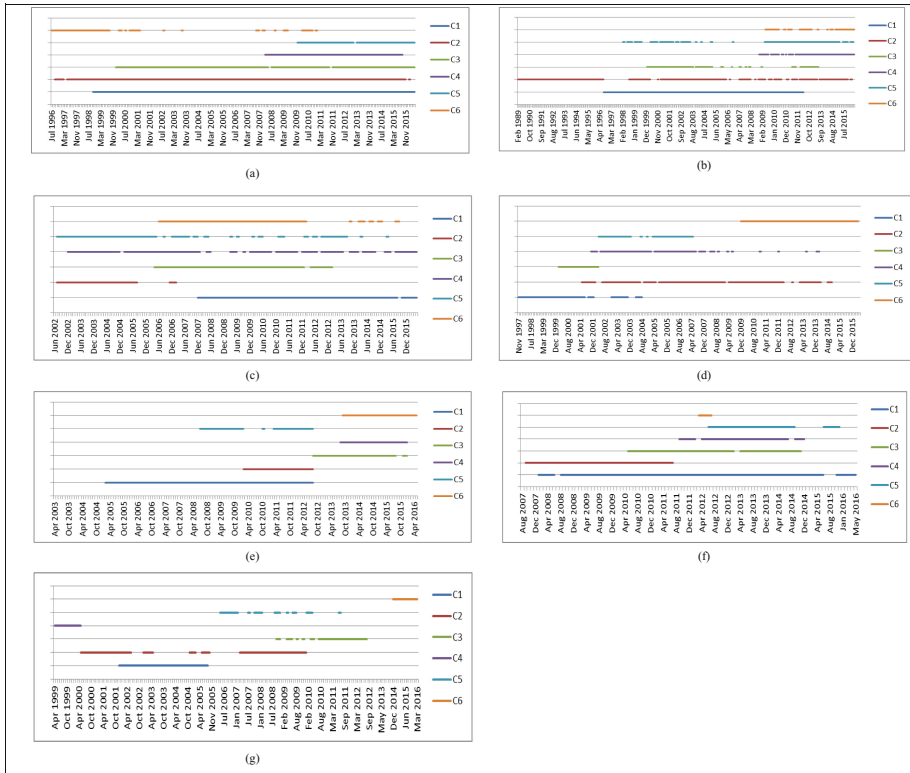 C1
C2
C3
C4
C5
C6
Jul 1996
Mar 1997
Nov 1997
Jul 1998
Mar 1999
Nov 1999
Jul 2000
Mar 2001
Nov 2001
Jul 2002
Mar 2003
Nov 2003
Jul 2004
Mar 2005
Nov 2005
Jul 2006
Mar 2007
Nov 2007
Jul 2008
Mar 2009
Nov 2009
Jul 2010
Mar 2011
Nov 2011
Jul 2012
Mar 2013
Nov 2013
Jul 2014
Mar 2015
Nov 2015
(a)
C1
C2
C3
C4
C5
C6
Feb 1989
Oct 1990
Sep 1991
Aug 1992
Jul 1993
Jun 1994
May 1995
Apr 1996
Mar 1997
Feb 1998
Jan 1999
Dec 1999
Nov 2000
Oct 2001
Sep 2002
Aug 2003
Jul 2004
Jun 2005
May 2006
Apr 2007
Mar 2008
Feb 2009
Jan 2010
Dec 2010
Nov 2011
Oct 2012
Sep 2013
Aug 2014
Jul 2015
(b)
C1
C2
C3
C4
C5
C6
Jun 2002
Dec 2002
Jun 2003
Dec 2003
Jun 2004
Dec 2004
Jun 2005
Dec 2005
Jun 2006
Dec 2006
Jun 2007
Dec 2007
Jun 2008
Dec 2008
Jun 2009
Dec 2009
Jun 2010
Dec 2010
Jun 2011
Dec 2011
Jun 2012
Dec 2012
Jun 2013
Dec 2013
Jun 2014
Dec 2014
Jun 2015
Dec 2015
(c)
C1
C2
C3
C4
C5
C6
Nov 1997
Jul 1998
Mar 1999
Dec 1999
Aug 2000
Apr 2001
Dec 2001
Aug 2002
Apr 2003
Dec 2003
Aug 2004
Apr 2005
Dec 2005
Aug 2006
Apr 2007
Dec 2007
Aug 2008
Apr 2009
Dec 2009
Aug 2010
Apr 2011
Dec 2011
Aug 2012
Apr 2013
Dec 2013
Aug 2014
Apr 2015
Dec 2015
(d)
C1
C2
C3
C4
C5
C6
Apr 2003
Oct 2003
Apr 2004
Oct 2004
Apr 2005
Oct 2005
Apr 2006
Oct 2006
Apr 2007
Oct 2007
Apr 2008
Oct 2008
Apr 2009
Oct 2009
Apr 2010
Oct 2010
Apr 2011
Oct 2011
Apr 2012
Oct 2012
Apr 2013
Oct 2013
Apr 2014
Oct 2014
Apr 2015
Oct 2015
Apr 2016
(e)
C1
C2
C3
C4
C5
C6
Aug 2007
Dec 2007
Apr 2008
Aug 2008
Dec 2008
Apr 2009
Aug 2009
Dec 2009
Apr 2010
Aug 2010
Dec 2010
Apr 2011
Aug 2011
Dec 2011
Apr 2012
Aug 2012
Dec 2012
Apr 2013
Aug 2013
Dec 2013
Apr 2014
Aug 2014
Dec 2014
Apr 2015
Aug 2015
Jan 2016
May 2016
(f)
C1
C2
C3
C4
C5
C6
Apr 1999
Oct 1999
Apr 2000
Oct 2000
Apr 2001
Oct 2001
Apr 2002
Oct 2002
Apr 2003
Oct 2003
Apr 2004
Oct 2004
Apr 2005
Nov 2005
Jun 2006
Jan 2007
Jul 2007
Jan 2008
Jul 2008
Feb 2009
Aug 2009
Feb 2010
Aug 2010
Mar 2011
Sep 2011
Mar 2012
Sep 2012
May 2013
Dec 2014
Jun 2015
Mar 2016
(g)